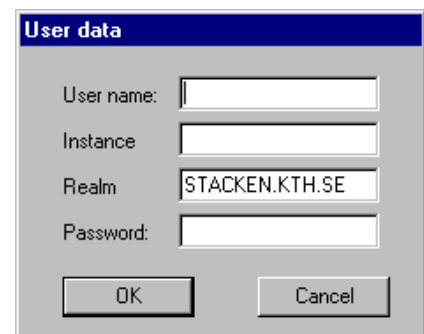 User data
User name:
Instance
Realm STACKEN.KTH.SE
Password:
OK Cancel